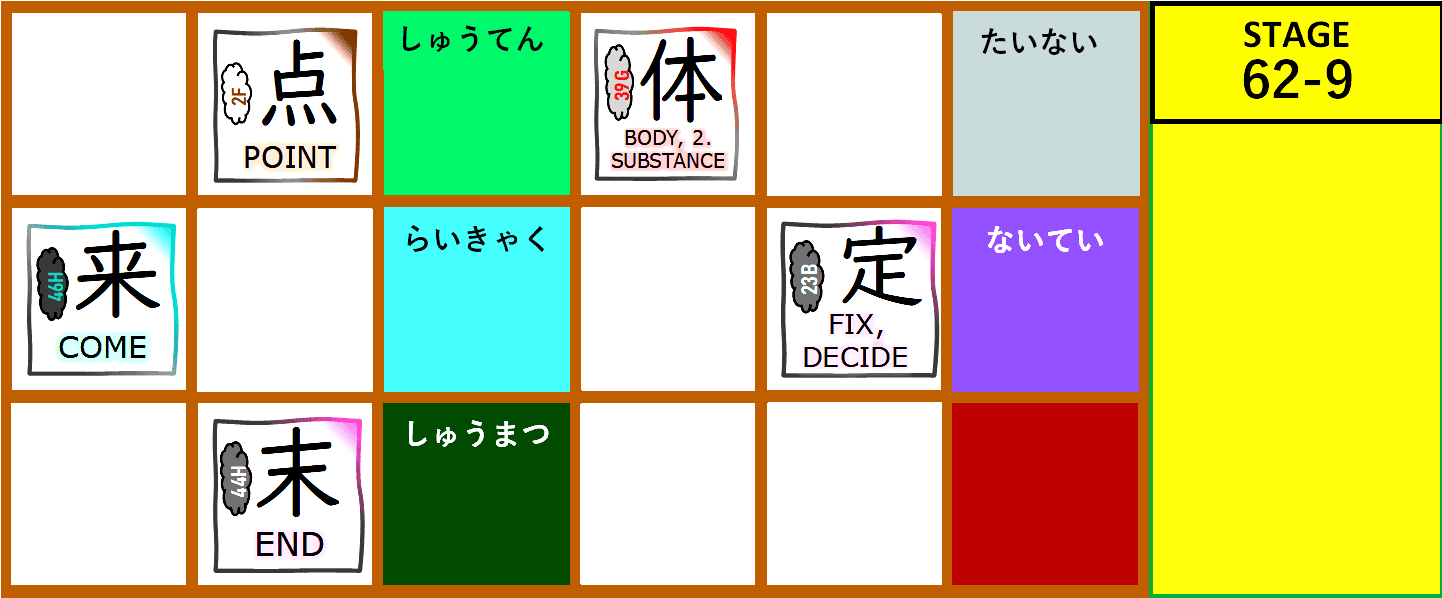 2F
点
POINT
しゅうてん
39G
体
BODY, 2.
SUBSTANCE
たいない
STAGE
62-9
46H
来
COME
らいきゃく
23B
定
FIX,
DECIDE
ないてい
44H
末
END
しゅうまつ